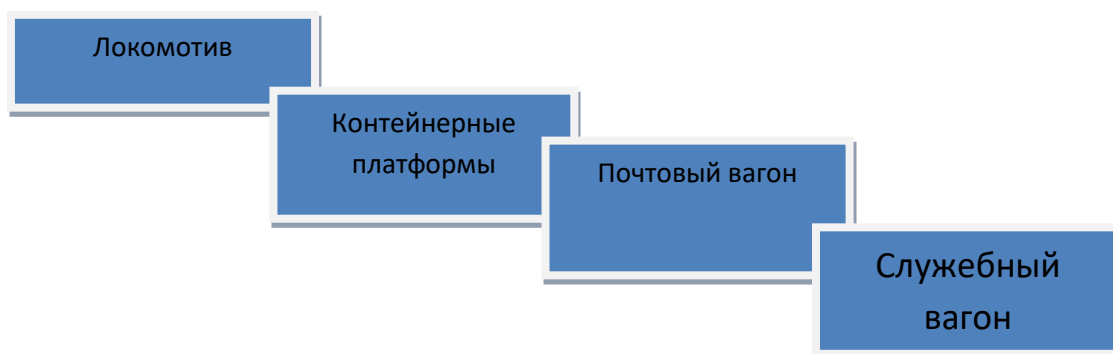 Локомотив
Контейнерные
платформы
Почтовый вагон
Служебный
вагон